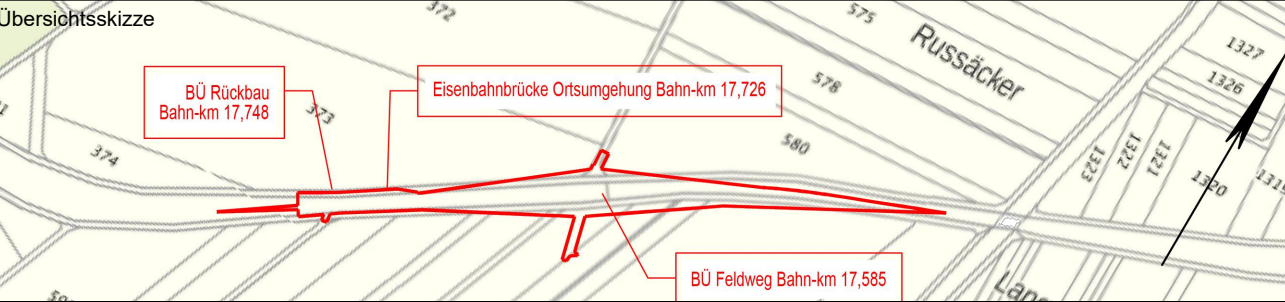 Übersichtsskizze
372
575
Russäcker
1327
1326
578
BÜ Rückbau
Bahn-km 17,748
Eisenbahnbrücke Ortsumgehung Bahn-km 17,726
373
374
580
1323
1322
1321
1320
BÜ Feldweg Bahn-km 17,585